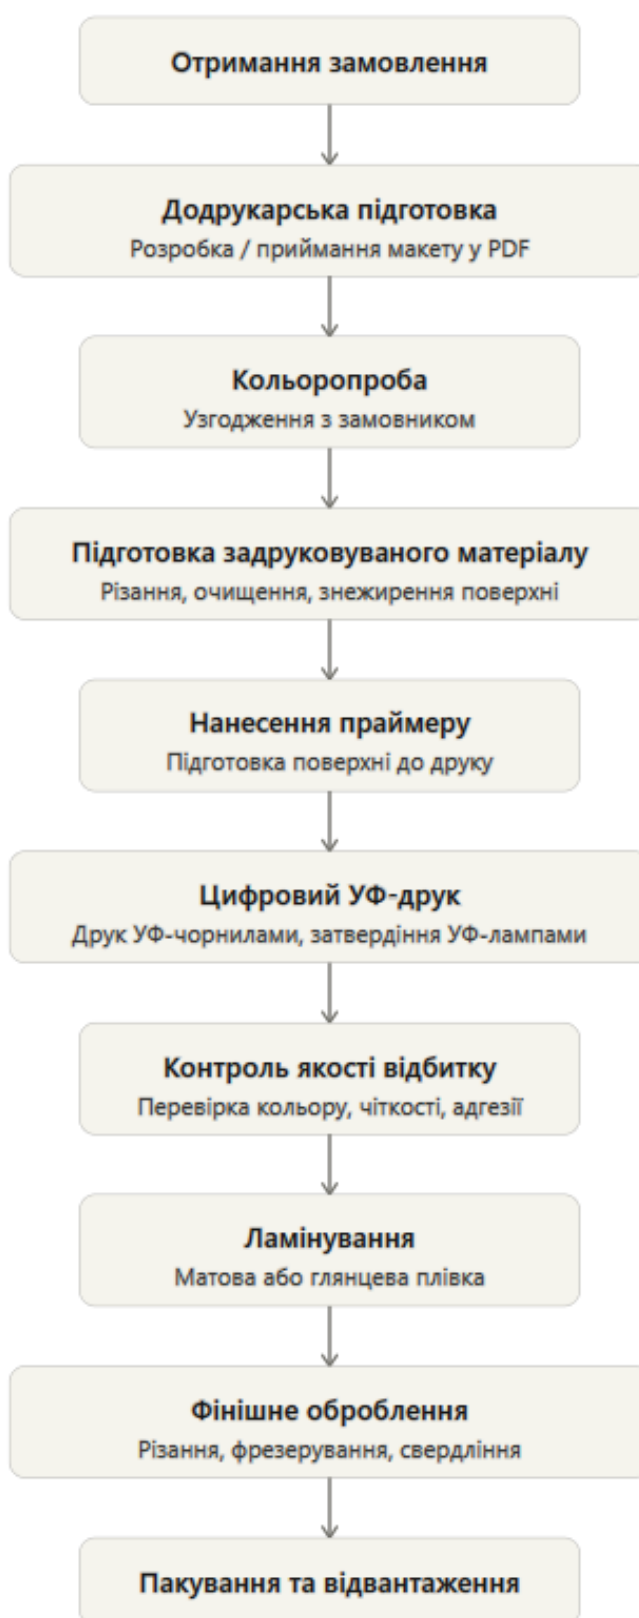 Отримання замовлення
Додрукарська підготовка
Розробка / приймання макету у PDF
Кольоропроба
Узгодження з замовником
Підготовка задруковуваного матеріалу
Різання, очищення, знежирення поверхні
Нанесення праймеру
Підготовка поверхні до друку
Цифровий УФ-друк
Друк УФ-чорнилами, затвердіння УФ-лампами
Контроль якості відбитку
Перевірка кольору, чіткості, адгезії
Ламінування
Матова або глянцева плівка
Фінішне оброблення
Різання, фрезерування, свердління
Пакування та відвантаження